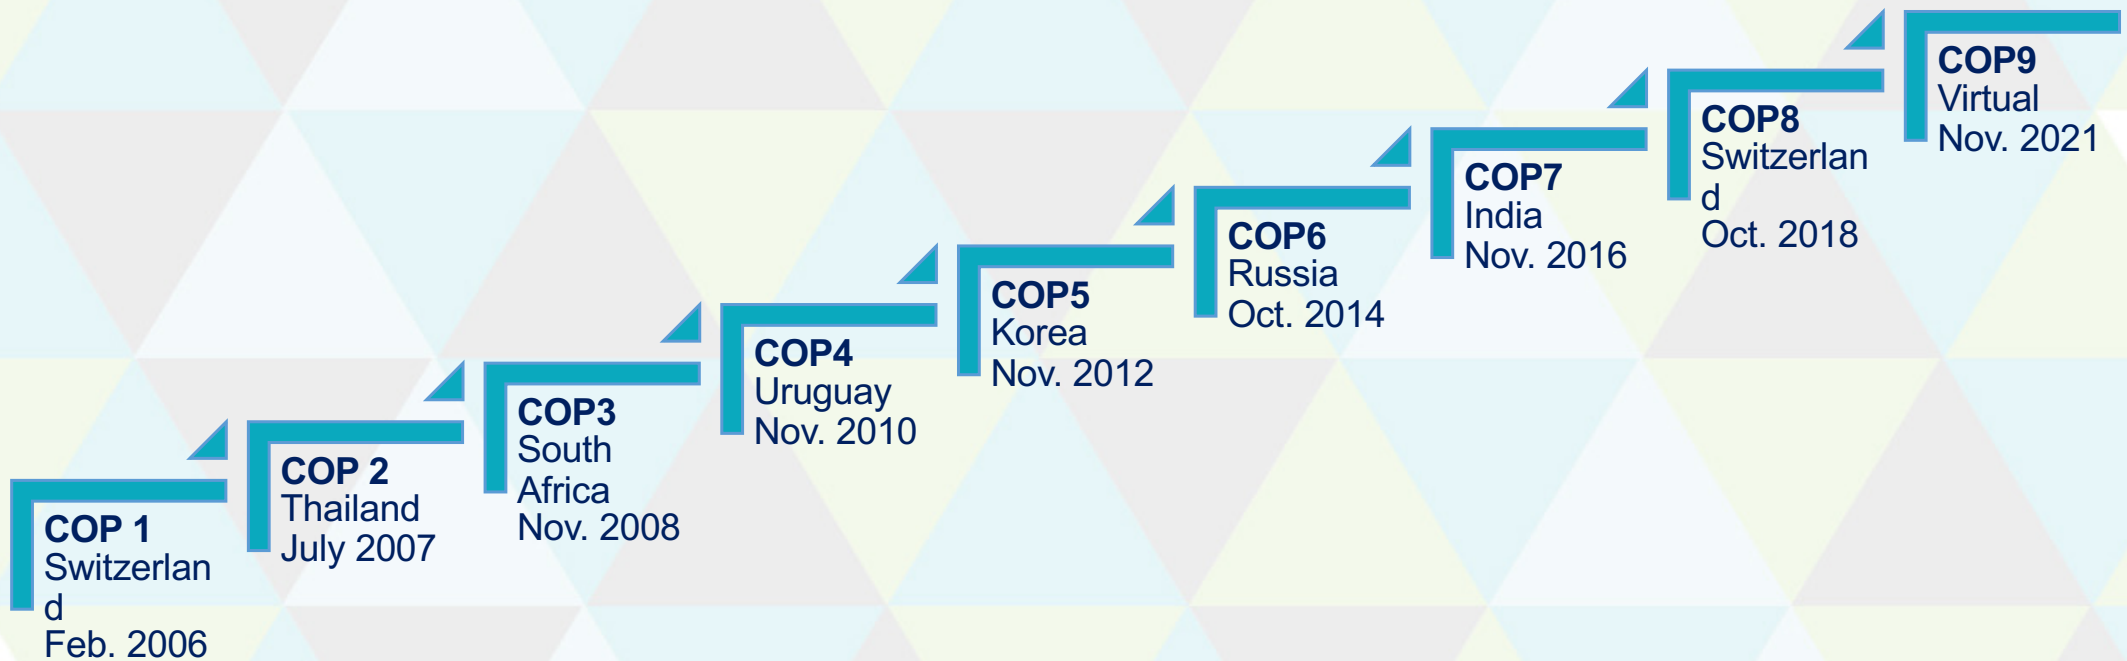 COP 1
Switzerlan
d
Feb. 2006
COP 2
Thailand
July 2007
COP3
South
Africa
Nov. 2008
COP4
Uruguay
Nov. 2010
COP5
Korea
Nov. 2012
COP6
Russia
Oct. 2014
COP7
India
Nov. 2016
COP8
Switzerlan
d
Oct. 2018
COP9
Virtual
Nov. 2021